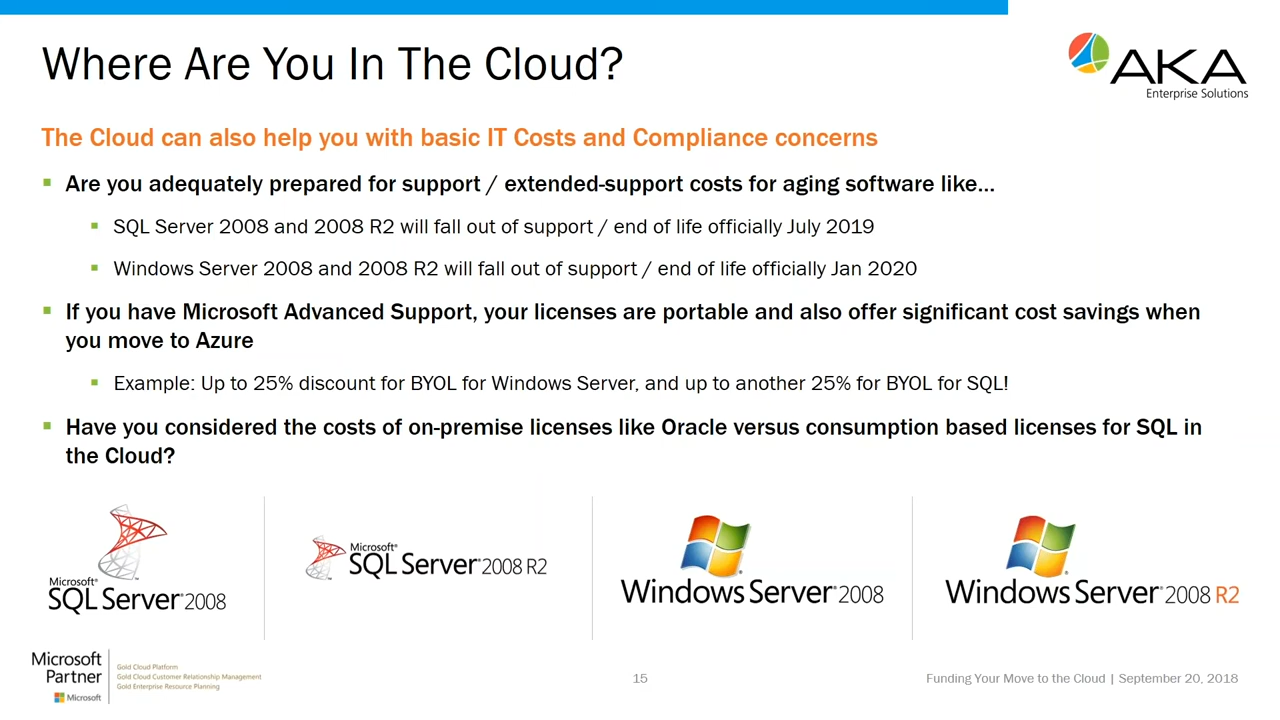 Where Are You In The Cloud?
AKA
Enterprise Solutions
The Cloud can also help you with basic IT Costs and Compliance concerns
Are you adequately prepared for support / extended-support costs for aging software like...
SQL Server 2008 and 2008 R2 will fall out of support / end of life officially July 2019
Windows Server 2008 and 2008 R2 will fall out of support / end of life officially Jan 2020
If you have Microsoft Advanced Support, your licenses are portable and also offer significant cost savings when
you move to Azure
Example: Up to 25% discount for BYOL for Windows Server, and up to another 25% for BYOL for SQL!
Have you considered the costs of on-premise licenses like Oracle versus consumption based licenses for SQL in
the Cloud?
Microsoft®
SQL Server® 2008
Microsoft®
SQL Server® 2008 R2
Windows Server® 2008
Windows Server® 2008 R2
Microsoft
Partner
Microsoft
Gold Cloud Platform
Gold Cloud Customer Relationship Management
Gold Enterprise Resource Planning
15
Funding Your Move to the Cloud | September 20, 2018